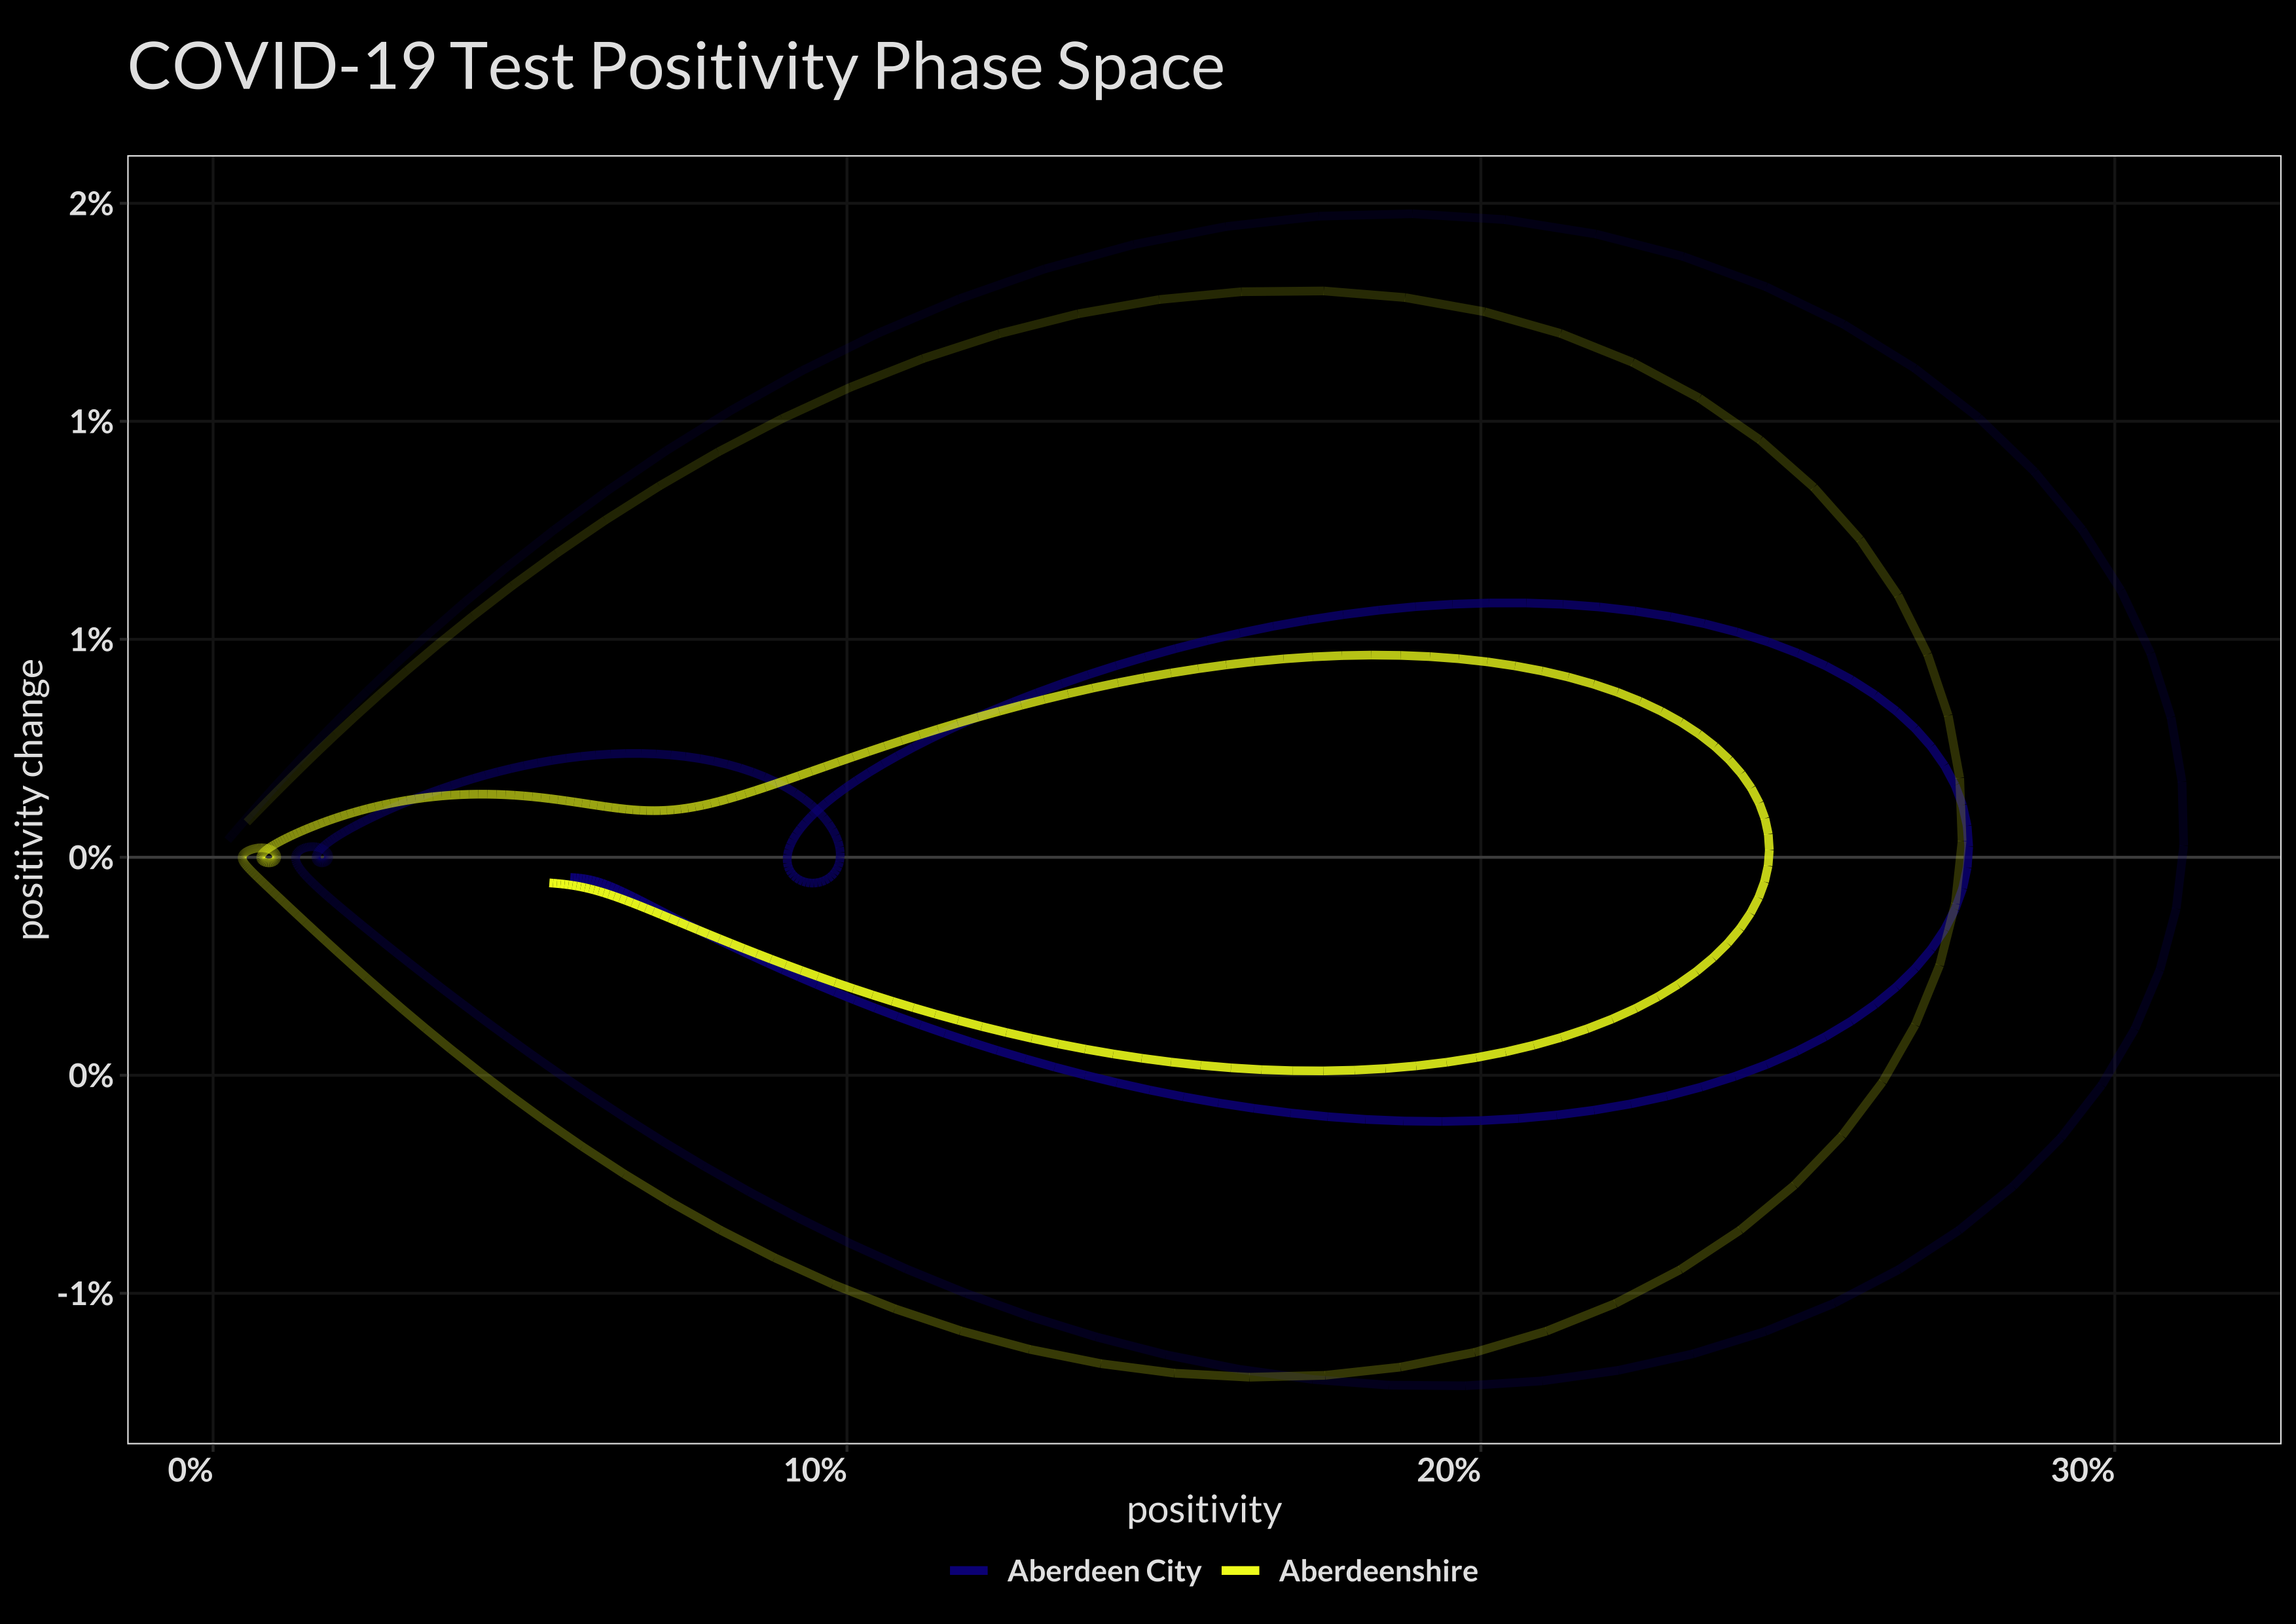 COVID-19 Test Positivity Phase Space
positivity change
2%
1%
1%
0%
0%
-1%
0% 10% 20% 30%
positivity
Aberdeen City Aberdeenshire